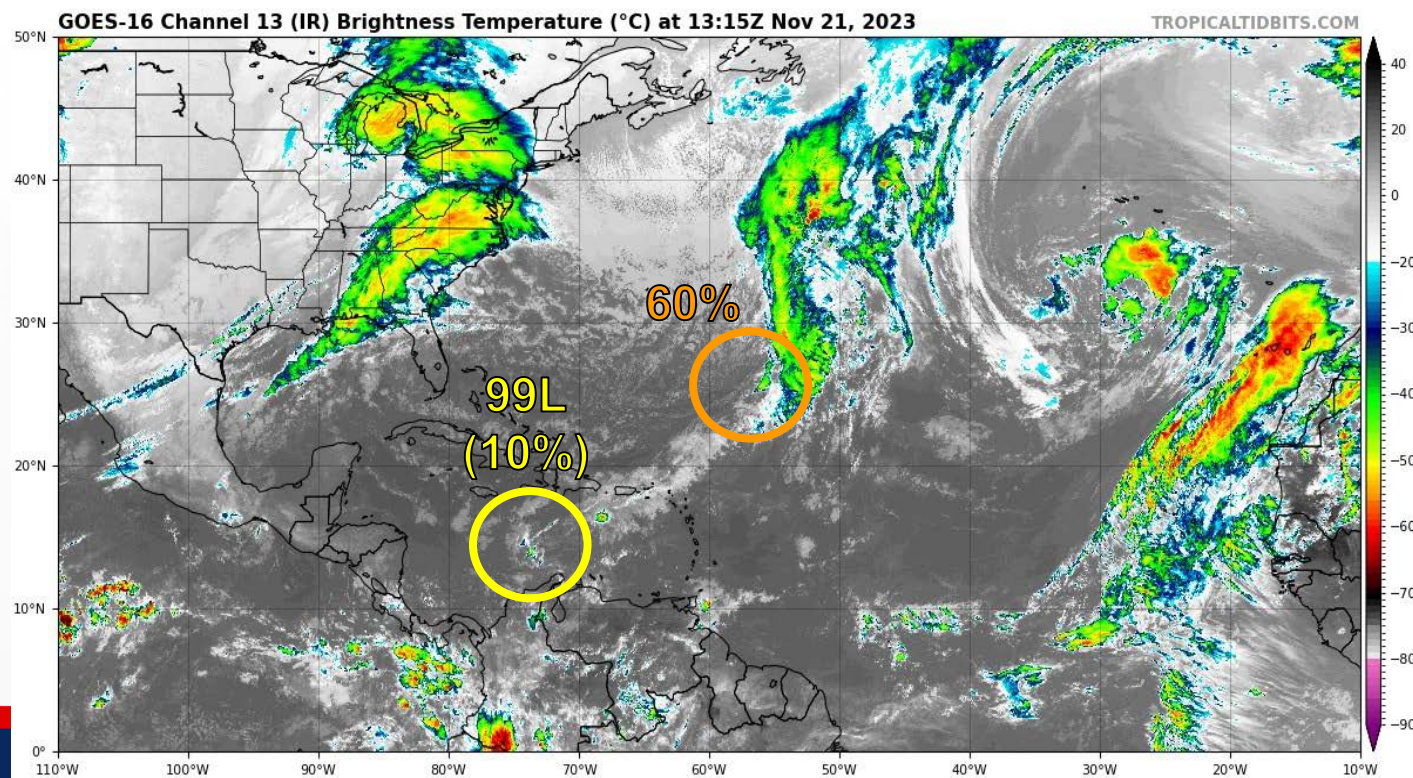 GOES-16 Channel 13 (IR) Brightness Temperature (°C) at 13:15Z Nov 21, 2023
TROPICALTIDBITS.COM
50°N
40°N
30°N
20°N
10°N
0°
60%
99L
(10%)
40
20
0
−20
−30
−40
−50
−60
−70
−80
−90
110°W
100°W
90°W
80°W
70°W
60°W
50°W
40°W
30°W
20°W
10°W